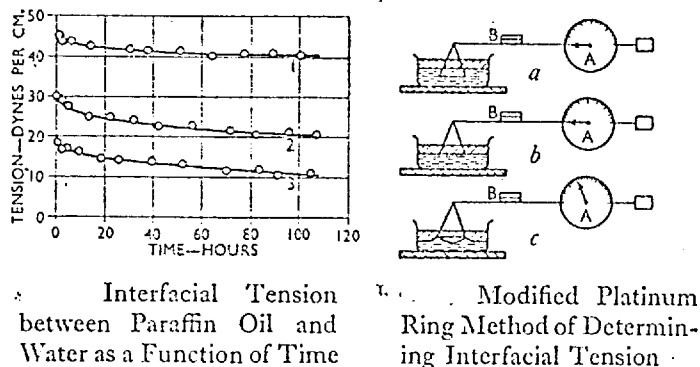 TENSION—DYNES PER CM.
50
40
30
20
10
0
1
2
3
0 20 40 60 80 100 120
TIME—HOURS
Interfacial Tension
between Paraffin Oil and
Water as a Function of Time
B
A
a
B
A
b
B
A
c
Modified Platinum
Ring Method of Determin-
ing Interfacial Tension